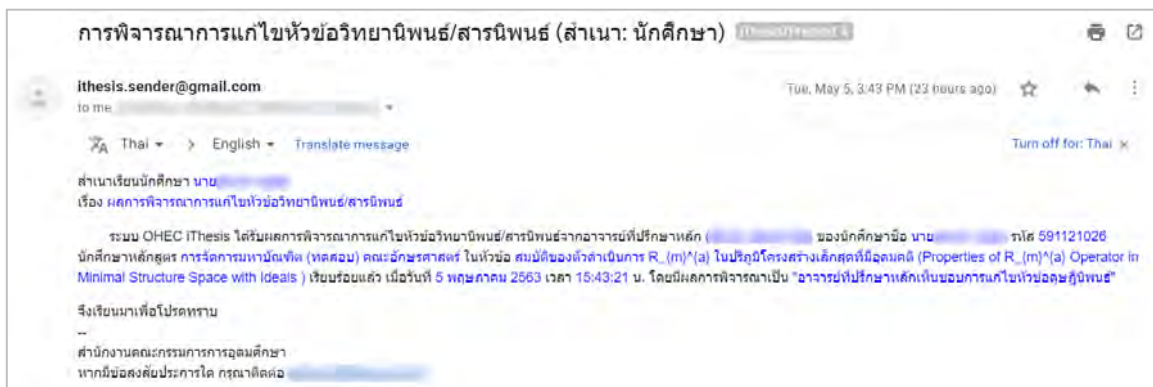 การพิจารณาการแก้ไขหัวข้อวิทยานิพนธ์/สารนิพนธ์ (สำเนา: นักศึกษา)
ithesis.sender@gmail.com
Tue, May 5, 3:43 PM (23 hours ago)
to me
Thai > English Translate message
Turn off for: Thai ×
สำเนาเรียนนักศึกษา นาย
เรื่อง ผลการพิจารณาการแก้ไขหัวข้อวิทยานิพนธ์/สารนิพนธ์
ระบบ OHEC iThesis ได้รับผลการพิจารณาการแก้ไขหัวข้อวิทยานิพนธ์/สารนิพนธ์จากอาจารย์ที่ปรึกษาหลัก ( ของนักศึกษาชื่อ นาย รหัส 591121026
นักศึกษาหลักสูตร การจัดการมหาบัณฑิต (ทดสอบ) คณะอักษรศาสตร์ ในหัวข้อ สมบัติของตัวดำเนินการ R_(m)^(a) ในปริภูมิโครงสร้างเล็กสุดที่มีอุดมคติ (Properties of R_(m)^(a) Operator in
Minimal Structure Space with Ideals ) เรียบร้อยแล้ว เมื่อวันที่ 5 พฤษภาคม 2563 เวลา 15:43:21 น. โดยมีผลการพิจารณาเป็น "อาจารย์ที่ปรึกษาหลักเห็นชอบการแก้ไขหัวข้อดุษฎีนิพนธ์"
จึงเรียนมาเพื่อโปรดทราบ
--
สำนักงานคณะกรรมการการอุดมศึกษา
หากมีข้อสงสัยประการใด กรุณาติดต่อ